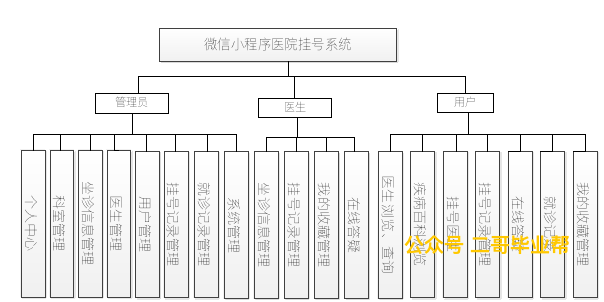 微信小程序医院挂号系统
管理员
医生
用户
个人中心
科室管理
坐诊信息管理
医生管理
用户管理
挂号记录管理
就诊记录管理
系统管理
坐诊信息管理
挂号记录管理
我的收藏管理
在线答疑
医生浏览、查询
疾病百科浏览
挂号医
挂号记录管理
在线答
就诊记录
我的收藏管理
公众号 二哥毕业帮